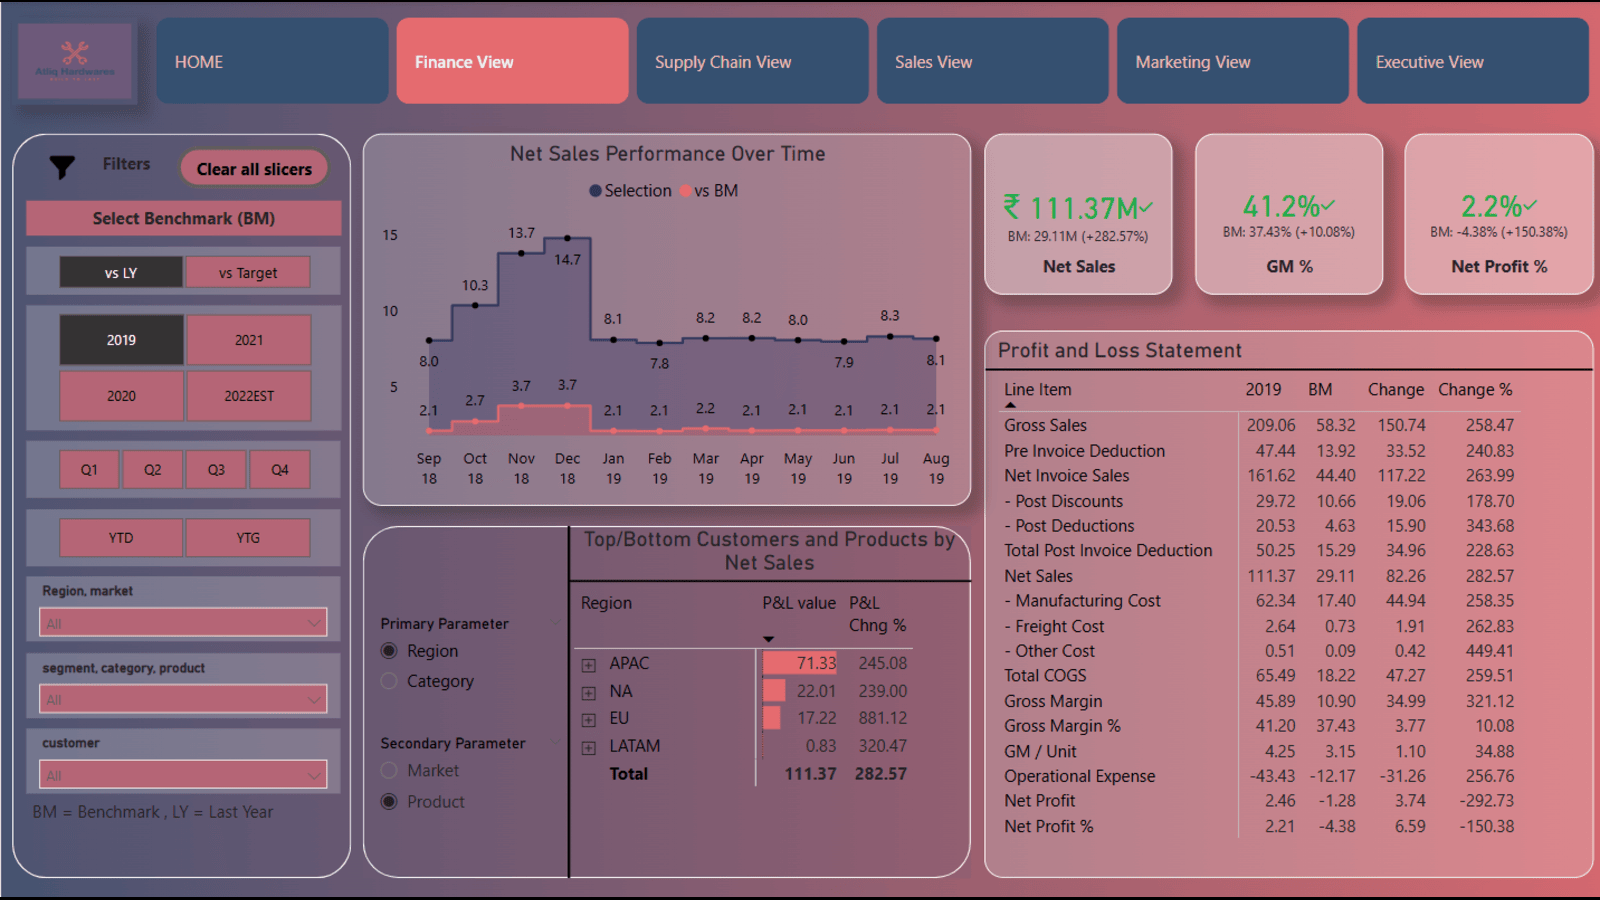 Atliq Hardwares
HOME
Finance View
Supply Chain View
Sales View
Marketing View
Executive View
Filters
Clear all slicers
Select Benchmark (BM)
vs LY
vs Target
2019
2021
2020
2022EST
Q1
Q2
Q3
Q4
YTD
YTG
Region, market
All
segment, category, product
All
customer
All
BM = Benchmark , LY = Last Year
Net Sales Performance Over Time
Selection
vs BM
15
10
5
8.0
10.3
13.7
14.7
8.1
7.8
8.2
8.2
8.0
7.9
8.3
8.1
2.1
2.7
3.7
3.7
2.1
2.1
2.2
2.1
2.1
2.1
2.1
2.1
Sep Oct Nov Dec Jan Feb Mar Apr May Jun Jul Aug
18 18 18 18 19 19 19 19 19 19 19 19
Primary Parameter
Region
Category
Secondary Parameter
Market
Product
Top/Bottom Customers and Products by
Net Sales
Region P&L value P&L
Chng %
APAC 71.33 245.08
NA 22.01 239.00
EU 17.22 881.12
LATAM 0.83 320.47
Total 111.37 282.57
₹ 111.37M
BM: 29.11M (+282.57%)
Net Sales
41.2%
BM: 37.43% (+10.08%)
GM %
2.2%
BM: -4.38% (+150.38%)
Net Profit %
Profit and Loss Statement
Line Item 2019 BM Change Change %
Gross Sales 209.06 58.32 150.74 258.47
Pre Invoice Deduction 47.44 13.92 33.52 240.83
Net Invoice Sales 161.62 44.40 117.22 263.99
- Post Discounts 29.72 10.66 19.06 178.70
- Post Deductions 20.53 4.63 15.90 343.68
Total Post Invoice Deduction 50.25 15.29 34.96 228.63
Net Sales 111.37 29.11 82.26 282.57
- Manufacturing Cost 62.34 17.40 44.94 258.35
- Freight Cost 2.64 0.73 1.91 262.83
- Other Cost 0.51 0.09 0.42 449.41
Total COGS 65.49 18.22 47.27 259.51
Gross Margin 45.89 10.90 34.99 321.12
Gross Margin % 41.20 37.43 3.77 10.08
GM / Unit 4.25 3.15 1.10 34.88
Operational Expense -43.43 -12.17 -31.26 256.76
Net Profit 2.46 -1.28 3.74 -292.73
Net Profit % 2.21 -4.38 6.59 -150.38